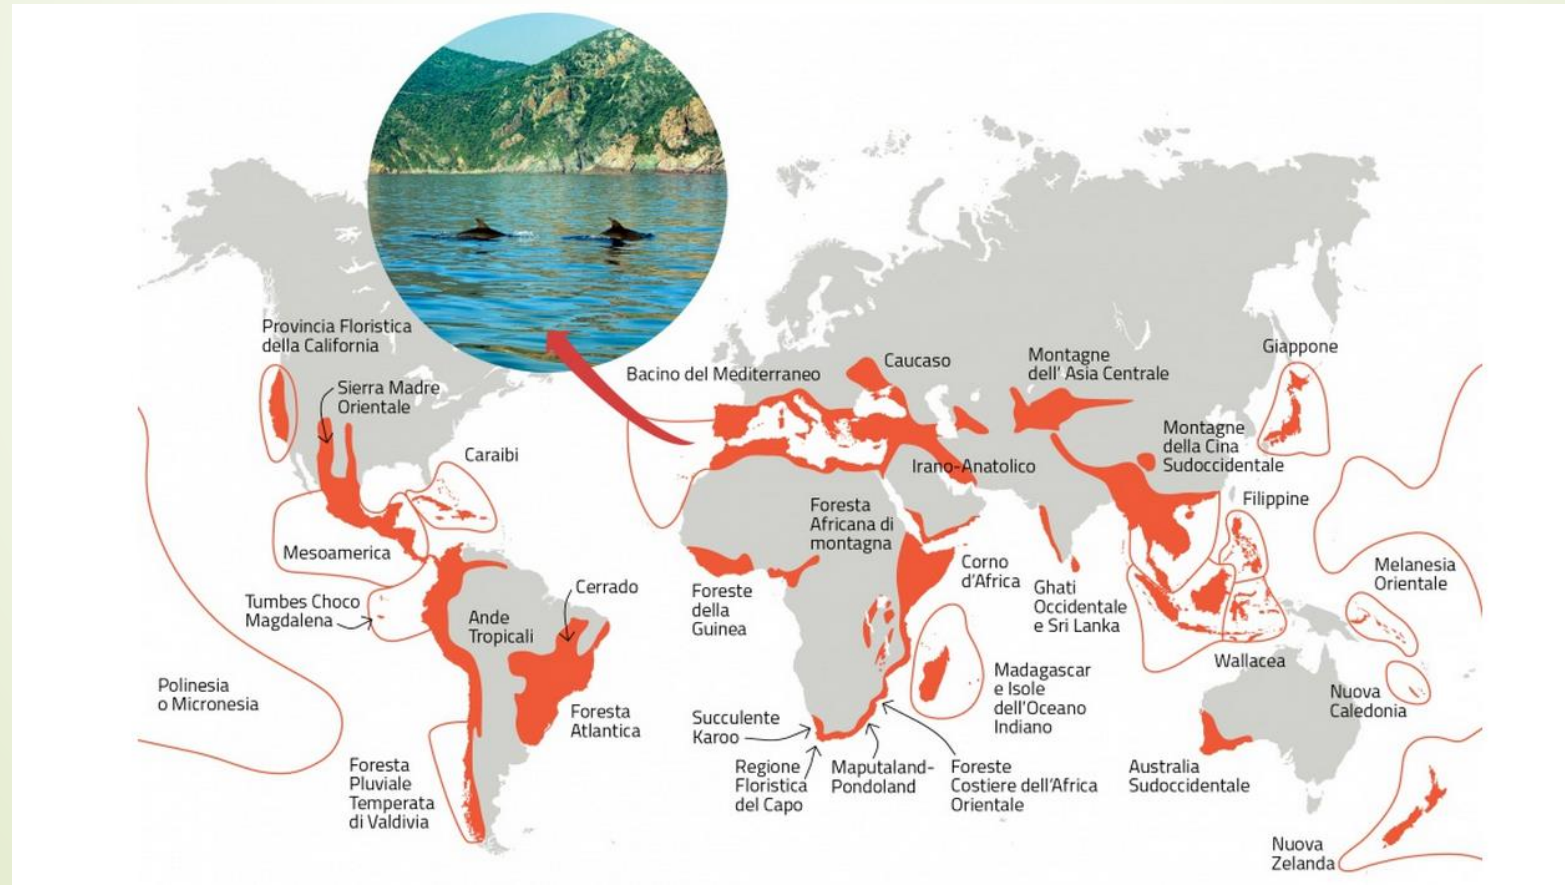 Provincia Floristica
della California
Sierra Madre
Orientale
Caraibi
Mesoamerica
Tumbes Choco
Magdalena
Ande
Tropicali
Cerrado
Polinesia
o Micronesia
Foresta
Atlantica
Foresta
Pluviale
Temperata
di Valdivia
Bacino del Mediterraneo
Caucaso
Montagne
dell' Asia Centrale
Giappone
Montagne
della Cina
Sudoccidentale
Irano-Anatolico
Filippine
Foresta
Africana di
montagna
Foreste
della
Guinea
Corno
d'Africa
Ghati
Occidentale
e Sri Lanka
Melanesia
Orientale
Wallacea
Madagascar
e Isole
dell'Oceano
Indiano
Nuova
Caledonia
Succulente
Karoo
Regione
Floristica
del Capo
Maputaland-
Pondoland
Foreste
Costiere dell'Africa
Orientale
Australia
Sudoccidentale
Nuova
Zelanda